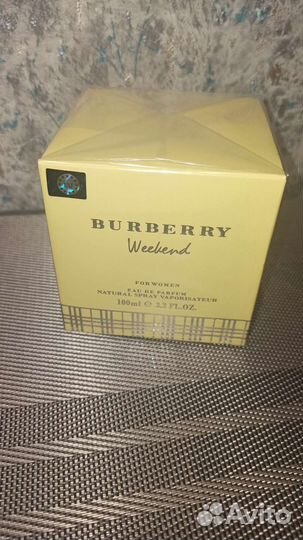 BURBERRY
Weekend
FOR WOMEN
EAU DE PARFUM
NATURAL SPRAY VAPORISATEUR
100ml ℮ 3.3 FL.OZ.
Avito